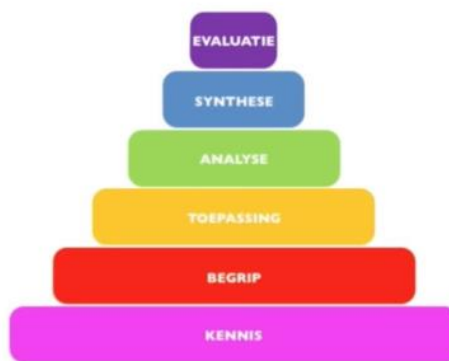 EVALUATIE
SYNTHESE
ANALYSE
TOEPASSING
BEGRIP
KENNIS